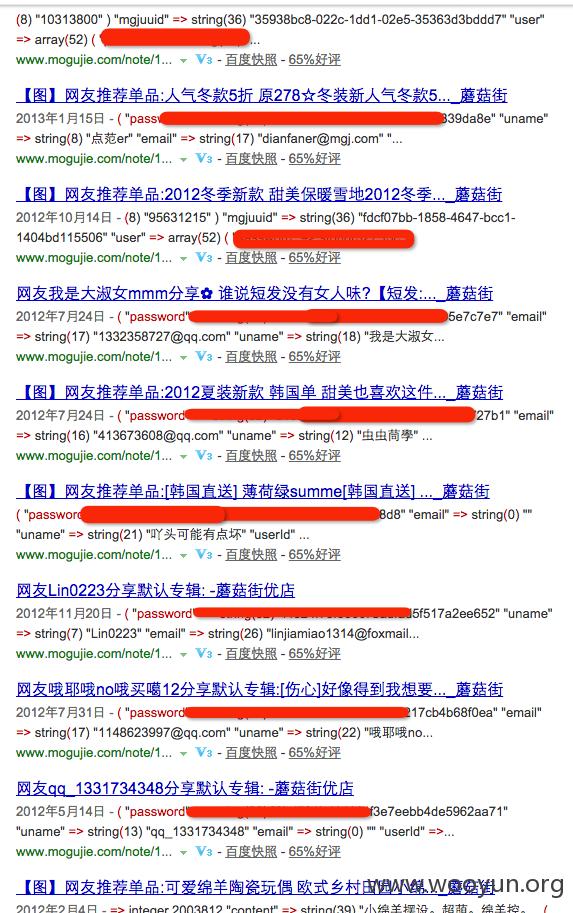 (8) "10313800" ) "mgjuuid" => string(36) "35938bc8-022c-1dd1-02e5-35363d3bddd7" "user"
=> array(52) ( ...
www.mogujie.com/note/1... V3 - 百度快照 - 65%好评
【图】网友推荐单品:人气冬款5折 原278☆冬装新人气冬款5..._蘑菇街
2013年1月15日 - ( "passw 339da8e" "uname"
=> string(8) "点范er" "email" => string(17) "dianfaner@mgj.com" "...
www.mogujie.com/note/1... V3 - 百度快照 - 65%好评
【图】网友推荐单品:2012冬季新款 甜美保暖雪地2012冬季..._蘑菇街
2012年10月14日 - (8) "95631215" ) "mgjuuid" => string(36) "fdcf07bb-1858-4647-bcc1-
1404bd115506" "user" => array(52) ( " ...
www.mogujie.com/note/1... V3 - 百度快照 - 65%好评
网友我是大淑女mmm分享✿ 谁说短发没有女人味?【短发:..._蘑菇街
2012年7月24日 - ( "password" 5e7c7e7" "email"
=> string(17) "1332358727@qq.com" "uname" => string(18) "我是大淑女...
www.mogujie.com/note/1... V3 - 百度快照 - 65%好评
【图】网友推荐单品:2012夏装新款 韩国单 甜美也喜欢这件..._蘑菇街
2012年7月24日 - ( "password 27b1" "email"
=> string(16) "413673608@qq.com" "uname" => string(12) "虫虫 ...
www.mogujie.com/note/1... V3 - 百度快照 - 65%好评
【图】网友推荐单品:[韩国直送] 薄荷绿summe[韩国直送] ..._蘑菇街
( "password 8d8" "email" => string(0) ""
"uname" => string(21) "吖头可能有点坏" "userId" ...
www.mogujie.com/note/1... V3 - 百度快照 - 65%好评
网友Lin0223分享默认专辑: -蘑菇街优店
2012年11月20日 - ( "password" d5f517a2ee652" "uname"
=> string(7) "Lin0223" "email" => string(26) "linjiamiao1314@foxmail...
www.mogujie.com/note/1... V3 - 百度快照 - 65%好评
网友哦耶哦no哦买噶12分享默认专辑:[伤心]好像得到我想要..._蘑菇街
2012年7月31日 - ( "password" 217cb4b68f0ea" "email"
=> string(17) "1148623997@qq.com" "uname" => string(22) "哦耶哦no...
www.mogujie.com/note/1... V3 - 百度快照 - 65%好评
网友qq_1331734348分享默认专辑: -蘑菇街优店
2012年5月14日 - ( "password" f3e7eebb4de5962aa71"
"uname" => string(13) "qq_1331734348" "email" => string(0) "" "userId" =>...
www.mogujie.com/note/1... V3 - 百度快照 - 65%好评
【图】网友推荐单品:可爱绵羊陶瓷玩偶 欧式乡村田园
www.wooyun.org
2012年2月4日 - ( => integer 2003812 "content" => string(39) "小绵羊摆设。超萌。绵羊控。